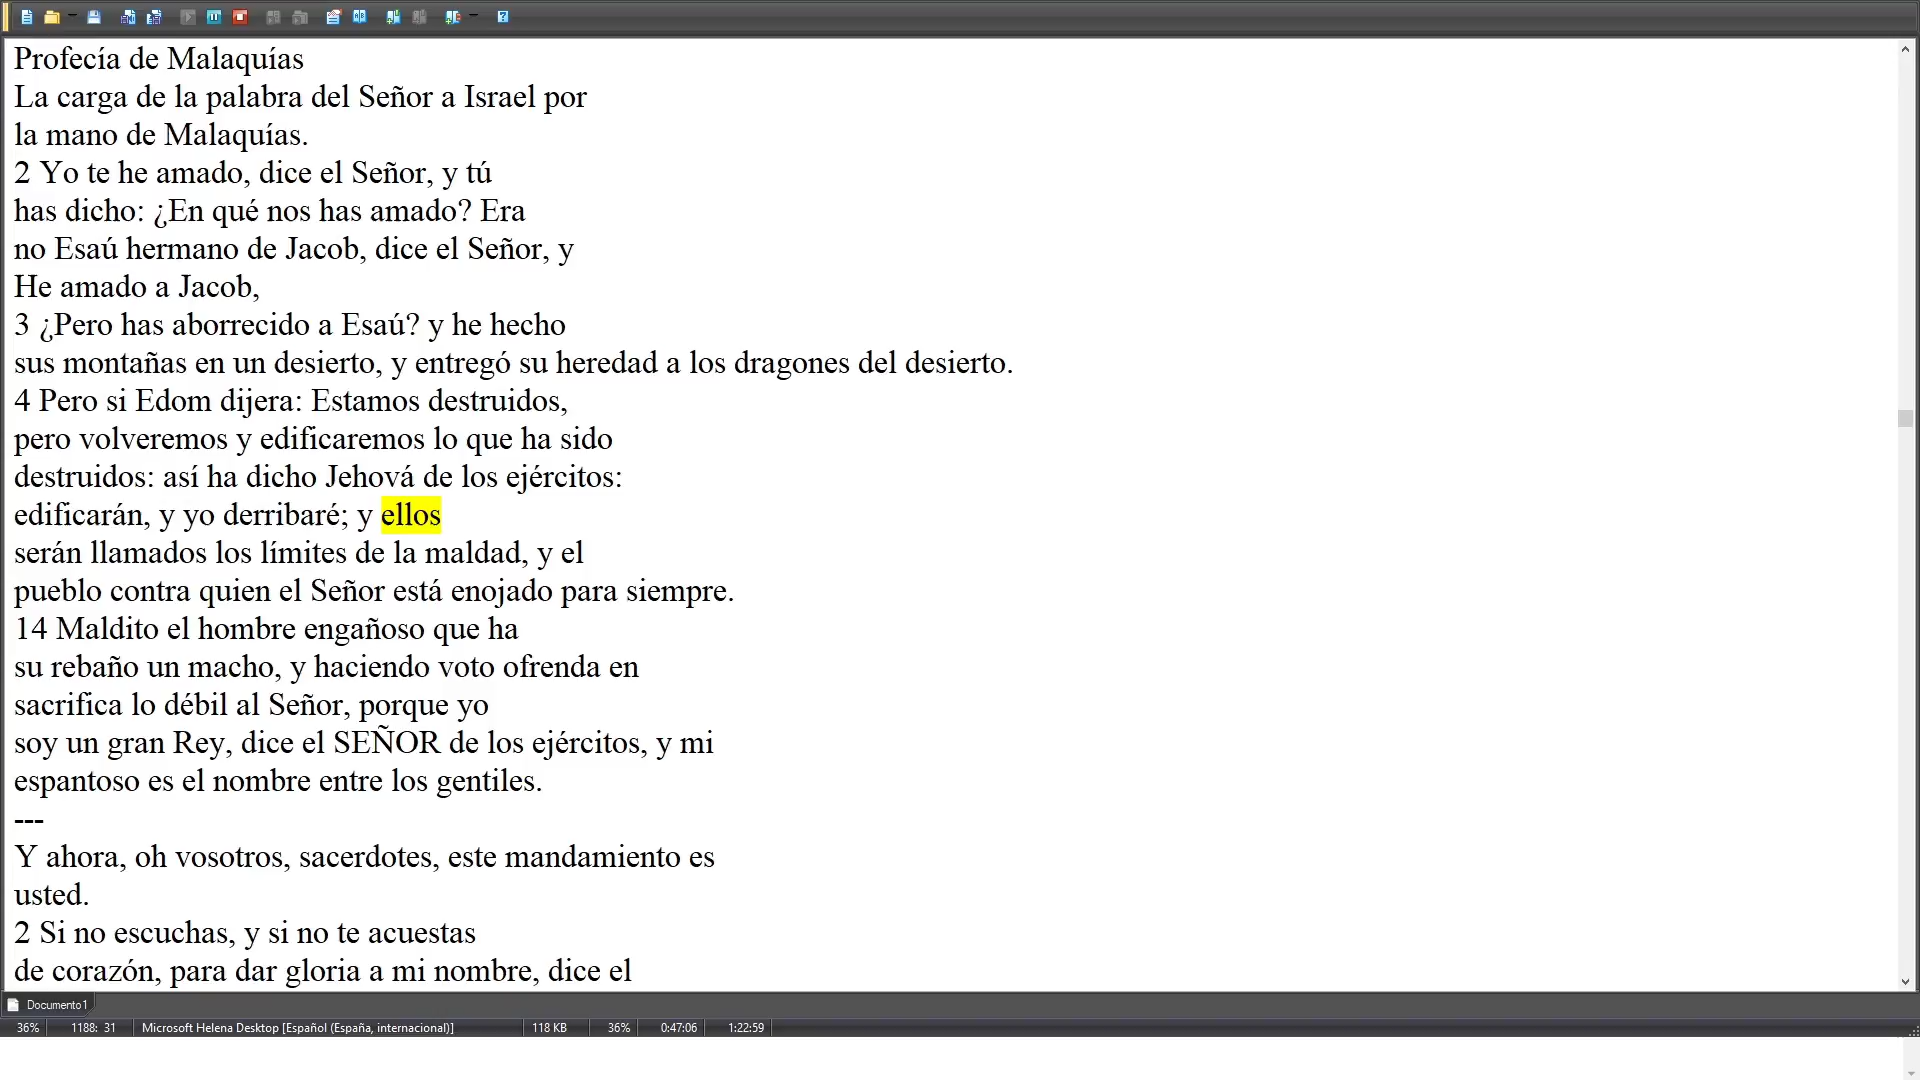 Profecía de Malaquías
La carga de la palabra del Señor a Israel por
la mano de Malaquías.
2 Yo te he amado, dice el Señor, y tú
has dicho: ¿En qué nos has amado? Era
no Esaú hermano de Jacob, dice el Señor, y
He amado a Jacob,
3 ¿Pero has aborrecido a Esaú? y he hecho
sus montañas en un desierto, y entregó su heredad a los dragones del desierto.
4 Pero si Edom dijera: Estamos destruidos,
pero volveremos y edificaremos lo que ha sido
destruidos: así ha dicho Jehová de los ejércitos:
edificarán, y yo derribaré; y ellos
serán llamados los límites de la maldad, y el
pueblo contra quien el Señor está enojado para siempre.
14 Maldito el hombre engañoso que ha
su rebaño un macho, y haciendo voto ofrenda en
sacrifica lo débil al Señor, porque yo
soy un gran Rey, dice el SEÑOR de los ejércitos, y mi
espantoso es el nombre entre los gentiles.
---
Y ahora, oh vosotros, sacerdotes, este mandamiento es
usted.
2 Si no escuchas, y si no te acuestas
de corazón, para dar gloria a mi nombre, dice el
Documento1
36% 1188: 31 Microsoft Helena Desktop [Español (España, internacional)] 118 KB 36% 0:47:06 1:22:59